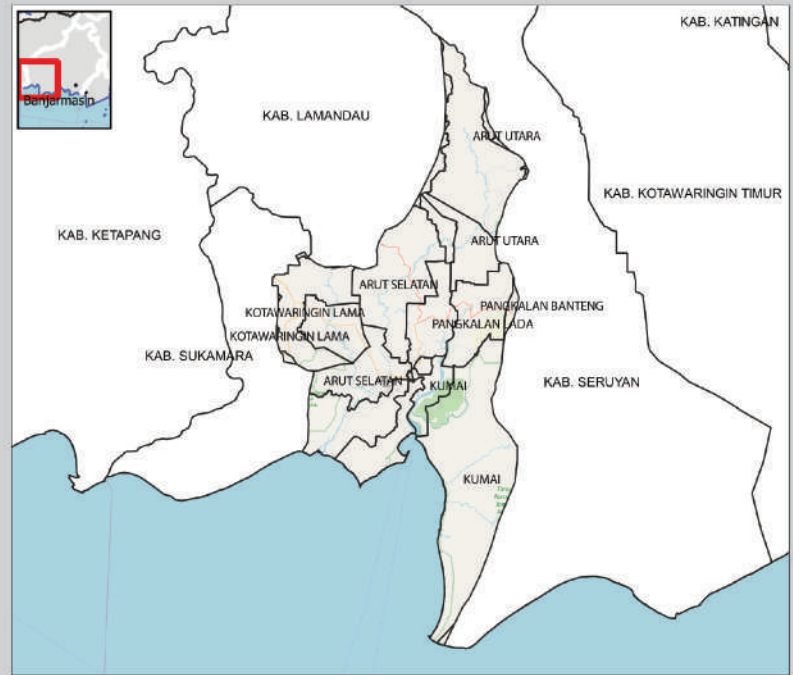 KAB. KATINGAN
Banjarmasin
KAB. LAMANDAU
ARUT UTARA
KAB. KOTAWARINGIN TIMUR
KAB. KETAPANG
ARUT UTARA
ARUT SELATAN
PANGKALAN BANTENG
KOTAWARINGIN LAMA
PANGKALAN LADA
KOTAWARINGIN LAMA
KAB. SUKAMARA
ARUT SELATAN
KUMAI
KAB. SERUYAN
KUMAI